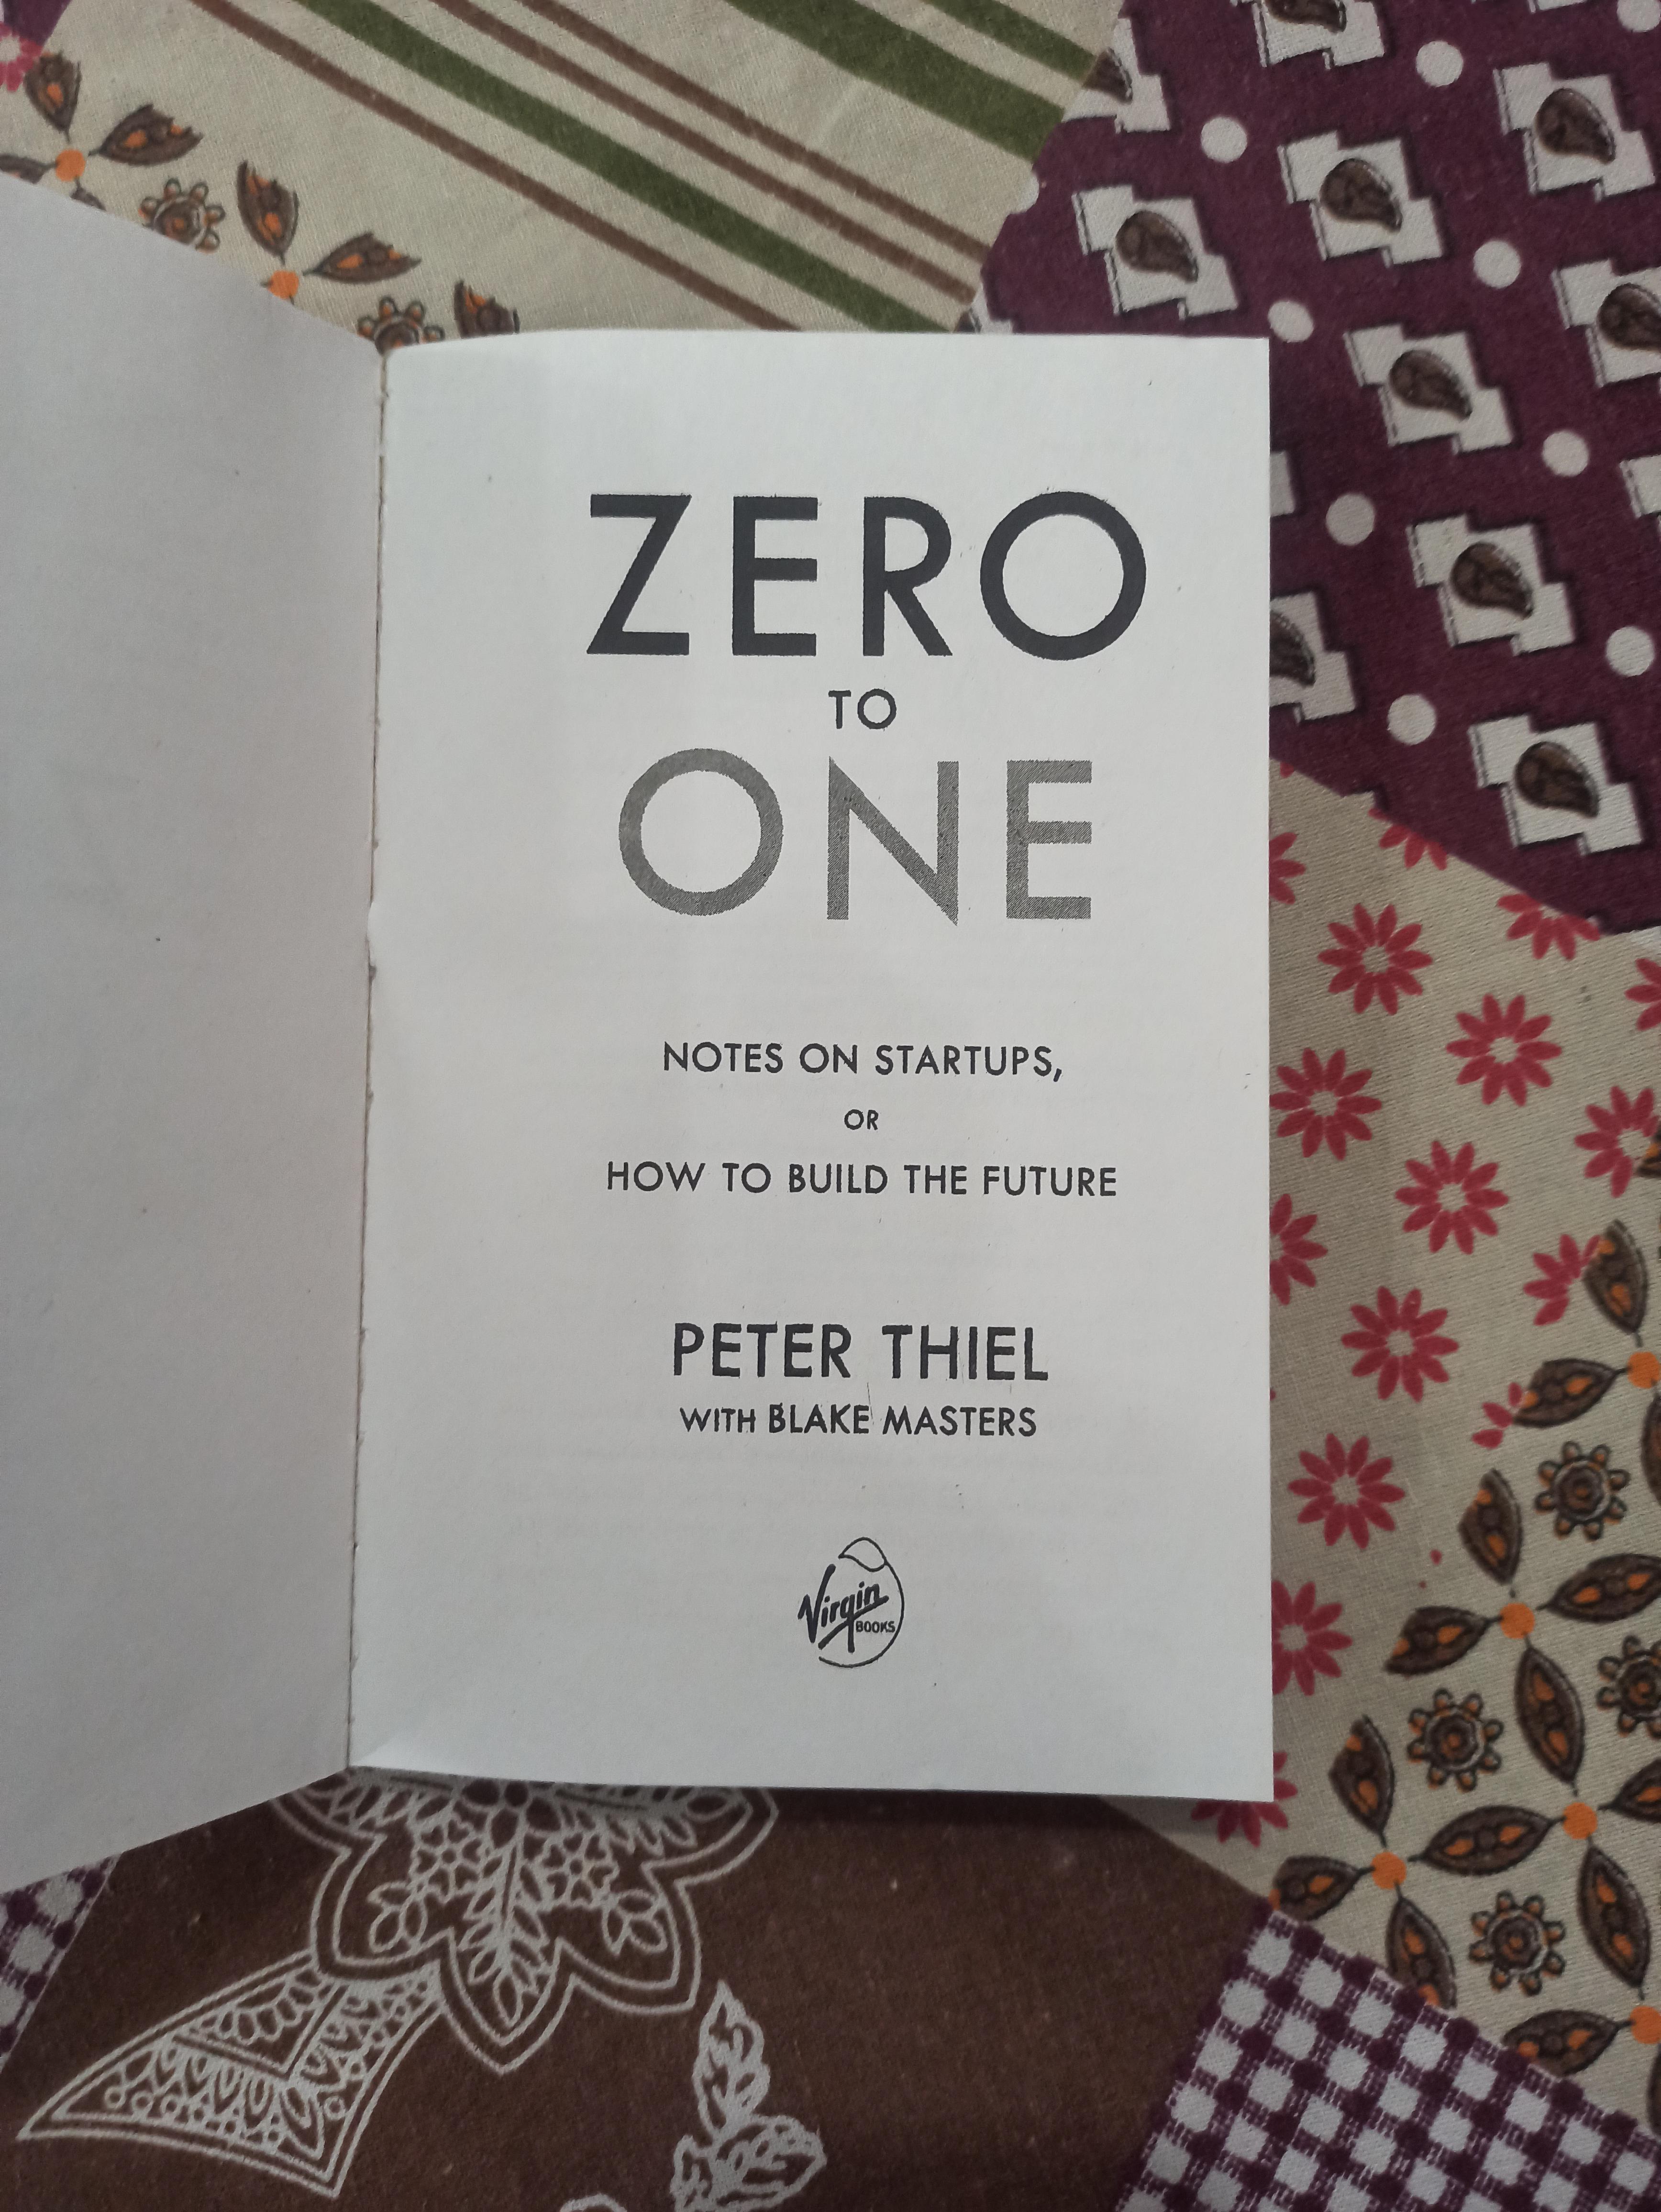 ZERO
TO
ONE
NOTES ON STARTUPS,
OR
HOW TO BUILD THE FUTURE
PETER THIEL
WITH BLAKE MASTERS
Virgin
BOOKS